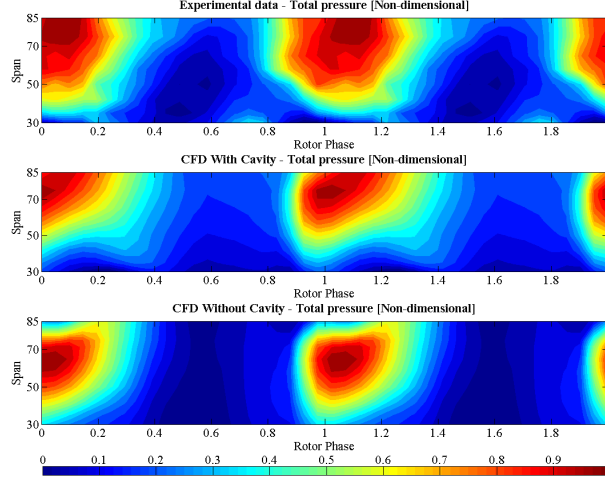 Experimental data - Total pressure [Non-dimensional]
85
70
50
30
Span
0 0.2 0.4 0.6 0.8 1 1.2 1.4 1.6 1.8
Rotor Phase
CFD With Cavity - Total pressure [Non-dimensional]
85
70
50
30
Span
0 0.2 0.4 0.6 0.8 1 1.2 1.4 1.6 1.8
Rotor Phase
CFD Without Cavity - Total pressure [Non-dimensional]
85
70
50
30
Span
0 0.2 0.4 0.6 0.8 1 1.2 1.4 1.6 1.8
Rotor Phase
0 0.1 0.2 0.3 0.4 0.5 0.6 0.7 0.8 0.9